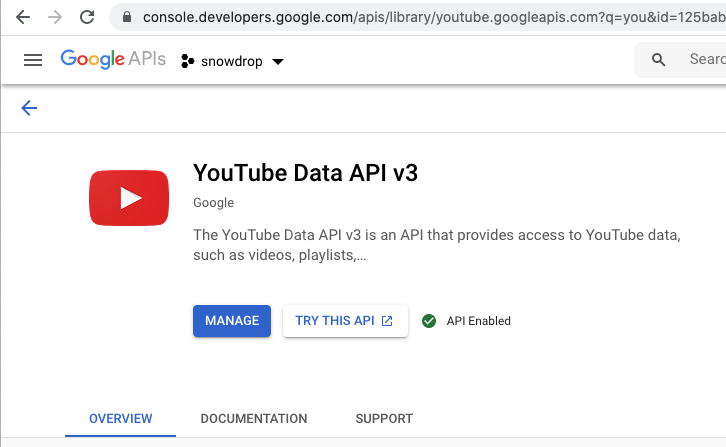 console.developers.google.com/apis/library/youtube.googleapis.com?q=you&id=125bab
Google APIs snowdrop Searc
YouTube Data API v3
Google
The YouTube Data API v3 is an API that provides access to YouTube data,
such as videos, playlists,...
MANAGE TRY THIS API API Enabled
OVERVIEW DOCUMENTATION SUPPORT